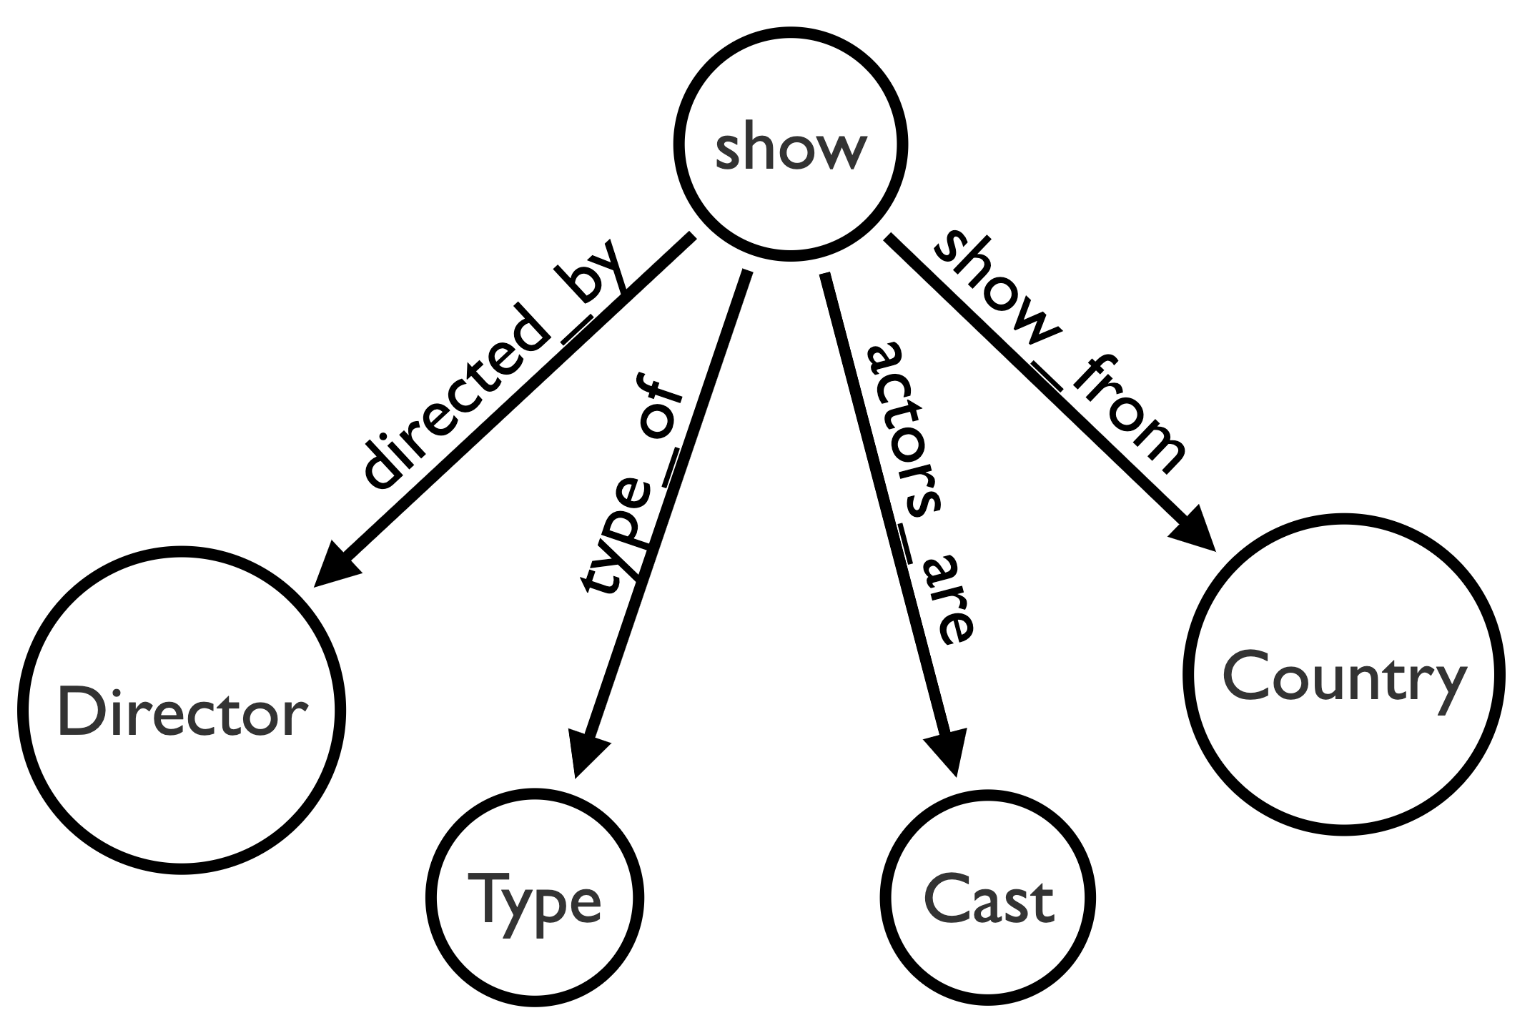 show
directed_by
type_of
actors_are
show_from
Director
Type
Cast
Country